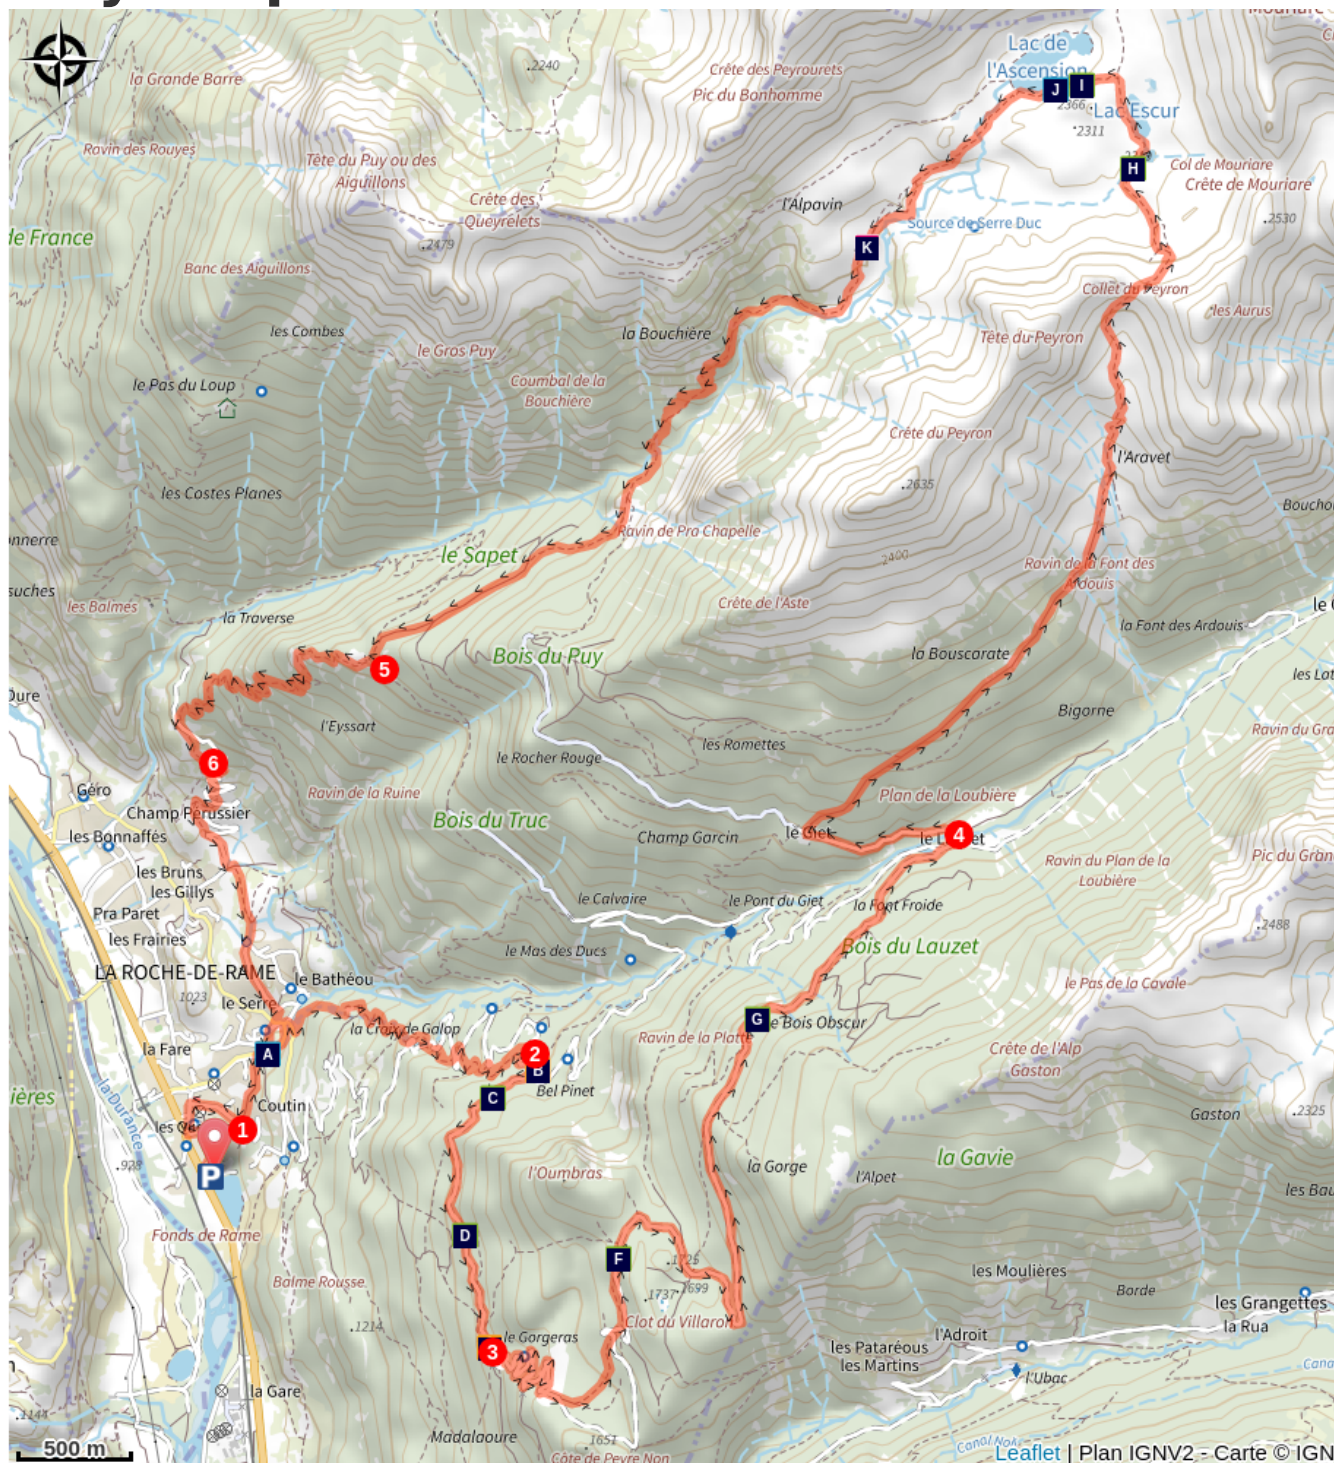 Lac de
l'Ascension
Crête des Peyrourets
Pic du Bonhomme
2240
la Grande Barre
J
I
2366
Lac Escur
2311
Ravin des Rouyes
Tête du Puy ou des
Aiguillons
H
Col de Mouriare
Crête de Mouriare
Crête des
Queyrelets
l'Alpavin
2530
Source de Serre Duc
de France
2479
K
Banc des Aiguillons
Collet du Peyron
les Aurus
les Combes
la Bouchière
Tête du Peyron
le Gros Puy
le Pas du Loup
Coumbal de la
Bouchière
Crête du Peyron
l'Aravet
2635
les Costes Planes
Ravin de Pra Chapelle
le Sapet
2400
Ravin de la Font des
Ardouis
les Balmes
Crête de l'Aste
la Traverse
la Font des Ardouis
Bois du Puy
la Bouscarate
5
Bigorne
l'Eyssart
les Romettes
le Rocher Rouge
6
Géro
Ravin de la Ruine
Plan de la Loubière
Champ Pérussier
Bois du Truc
les Bonnaffés
Champ Garcin
le Giet
4
Ravin du Plan de la
Loubière
les Bruns
les Gillys
le Calvaire
le Pont du Giet
la Font Froide
Pra Paret
2488
les Frairies
le Mas des Ducs
Bois du Lauzet
LA ROCHE-DE-RAME
le Bathéou
le Pas de la Cavale
1023
le Serre
G
le Bois Obscur
la Croix de Galop
Ravin de la Platte
la Fare
A
2
B
Crête de l'Alp
Gaston
la Durance
Bel Pinet
C
Coutin
Gaston
2325
1
P
928
l'Oumbras
la Gorge
la Gavie
l'Alpet
Fonds de Rame
D
F
1725
les Moulières
Balme Rousse
1699
1737
Borde
les Grangettes
la Rua
1214
Clot du Villaron
le Gorgeras
3
l'Adroit
les Pataréous
les Martins
l'Ubac
la Gare
1144
Madalaoure
1651
Côte de Peyre Non
500 m
Leaflet | Plan IGNV2 - Carte © IGN